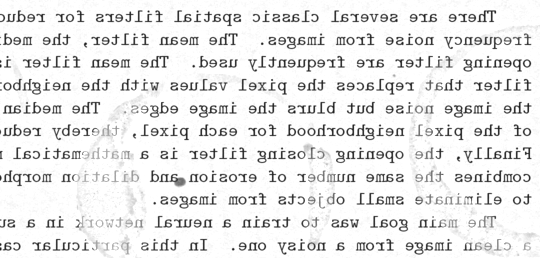 There are several classic spatial filters for reduc
frequency noise from images. The mean filter, the medi
opening filter are frequently used. The mean filter is
filter that replaces the pixel values with the neighbor
the image noise but blurs the image edges. The median
of the pixel neighborhood for each pixel, thereby reduc
Finally, the opening closing filter is a mathematical
combines the same number of erosion and dilation morpho
to eliminate small objects from images.
The main goal was to train a neural network in a su
a clean image from a noisy one. In this particular cas